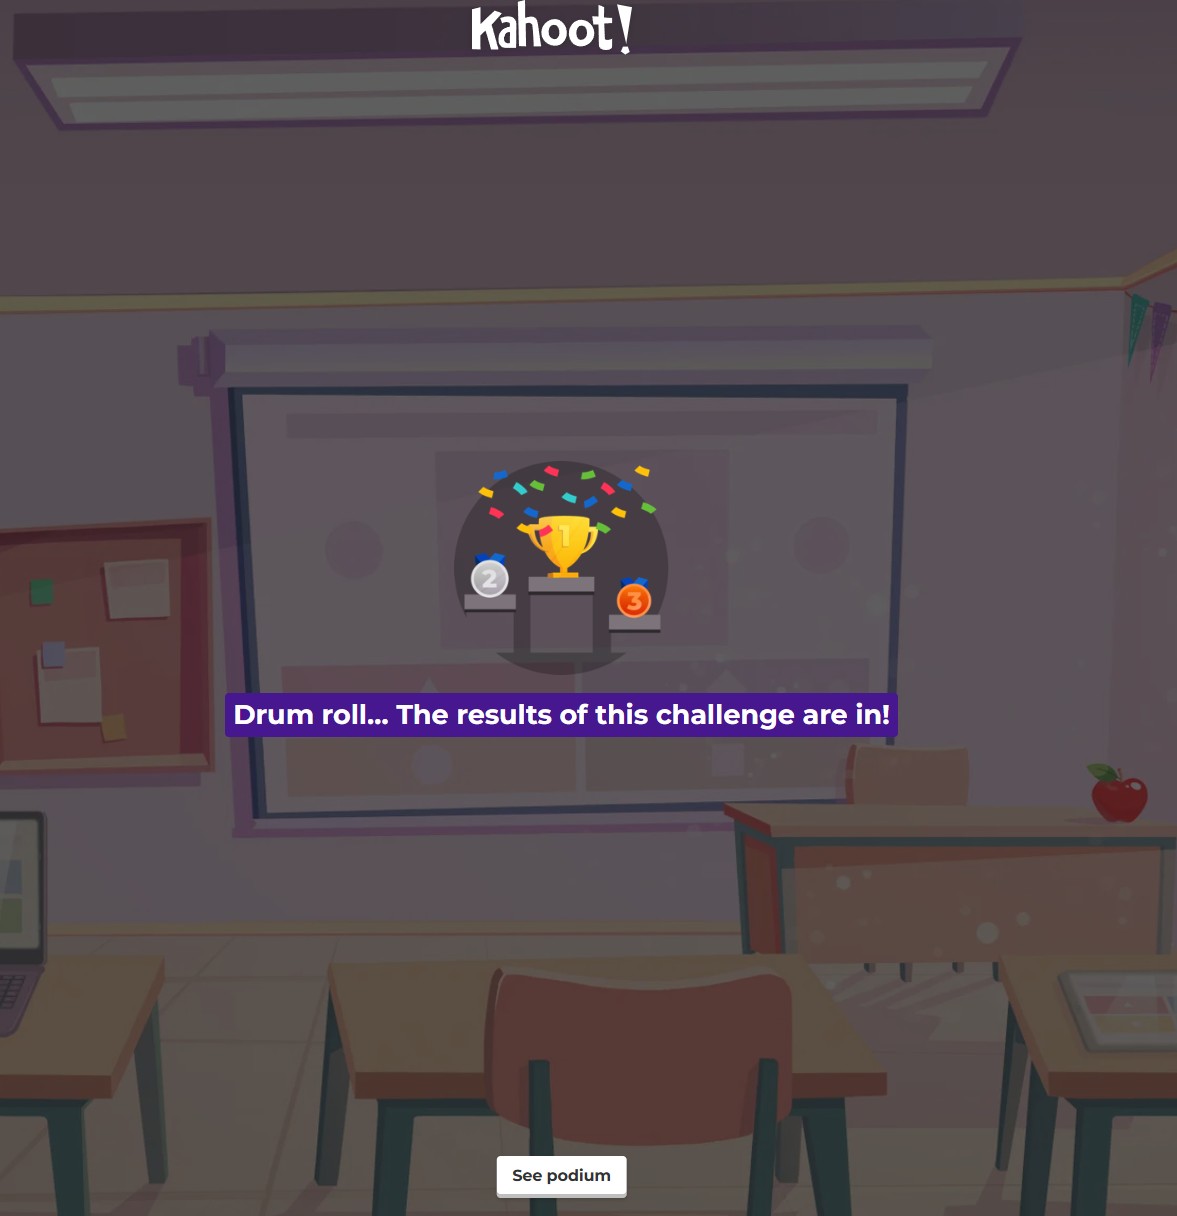 Kahoot!
1
2
3
Drum roll... The results of this challenge are in!
See podium